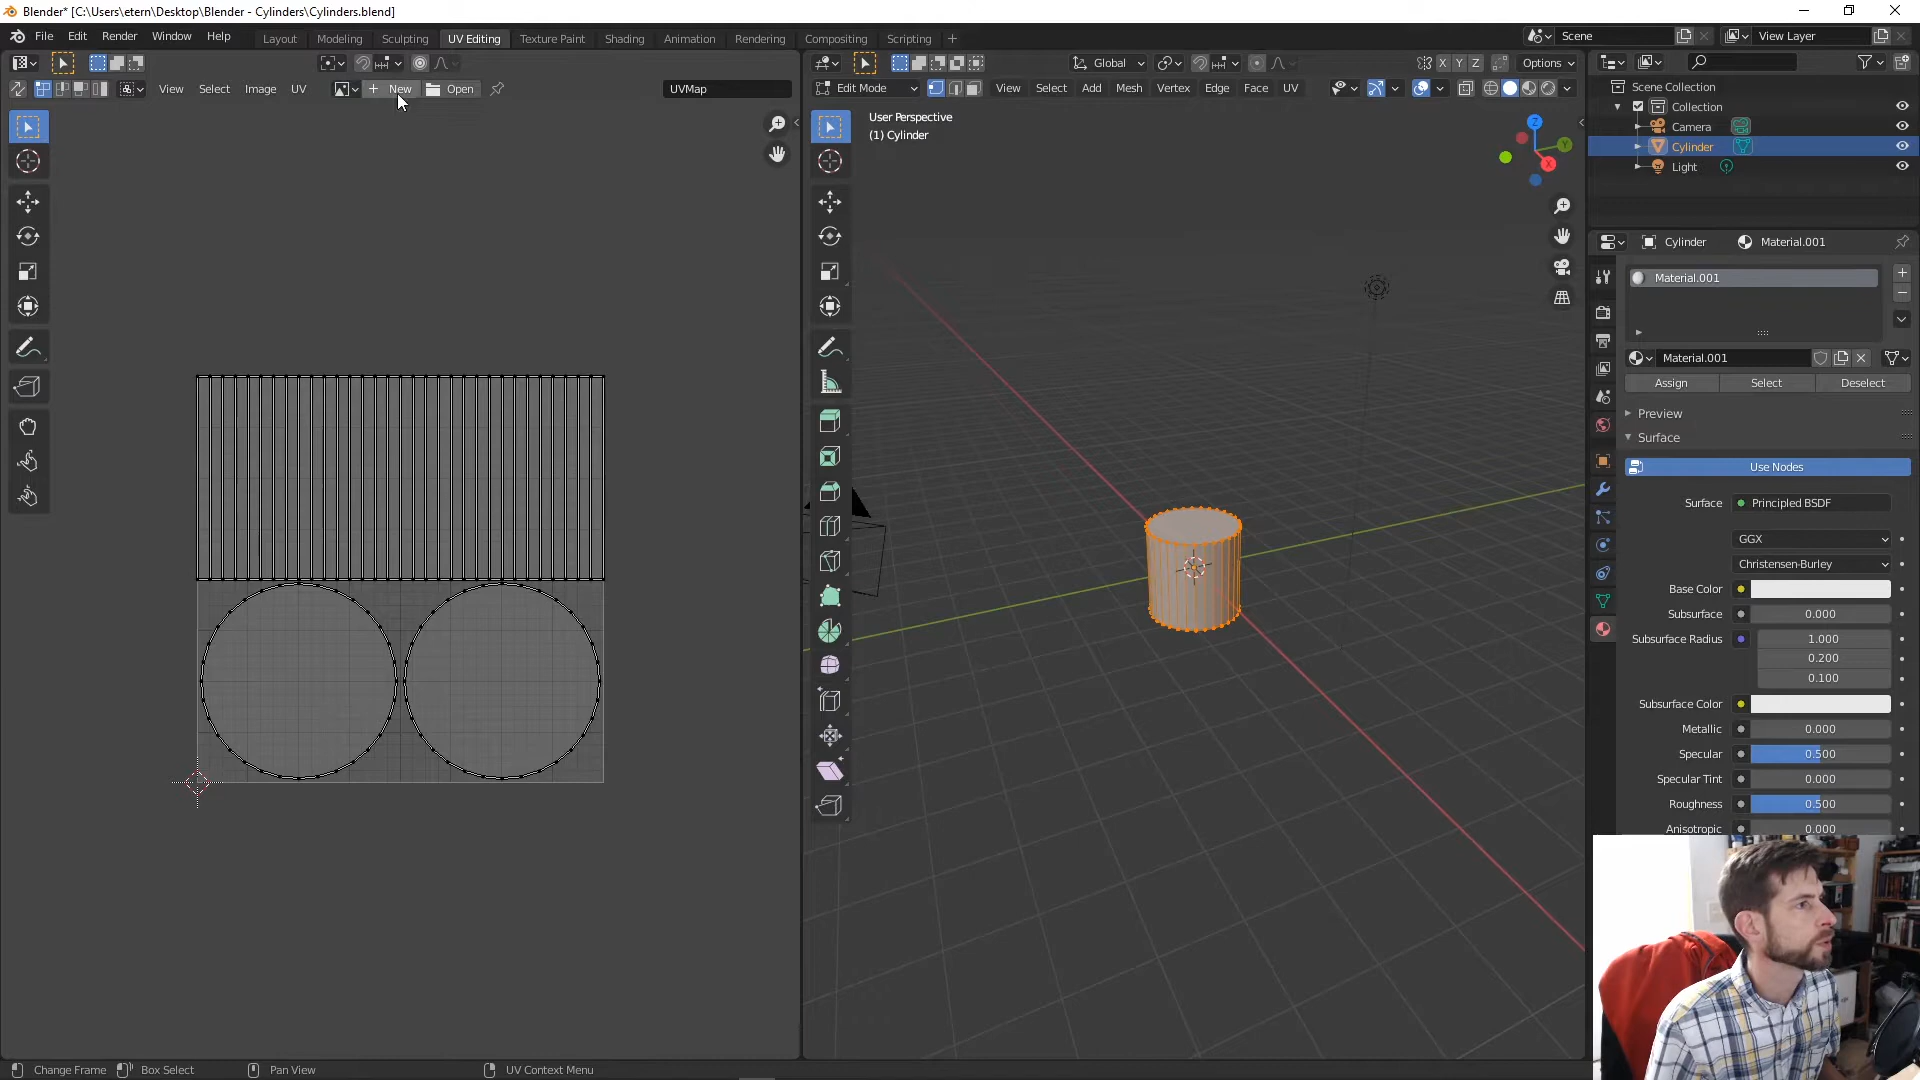 Blender* [C:\Users\etern\Desktop\Blender - Cylinders\Cylinders.blend]
File Edit Render Window Help Layout Modeling Sculpting UV Editing Texture Paint Shading Animation Rendering Compositing Scripting + Scene View Layer
Global X Y Z Options
View Select Image UV + New Open UVMap
Edit Mode View Select Add Mesh Vertex Edge Face UV
User Perspective
(1) Cylinder
Z
Y
X
Scene Collection
Collection
Camera
Cylinder
Light
Cylinder Material.001
Material.001
Material.001
Assign Select Deselect
Preview
Surface
Use Nodes
Surface Principled BSDF
GGX
Christensen-Burley
Base Color
Subsurface 0.000
Subsurface Radius 1.000
0.200
0.100
Subsurface Color
Metallic 0.000
Specular 0.500
Specular Tint 0.000
Roughness 0.500
Anisotropic 0.000
Change Frame Box Select Pan View UV Context Menu